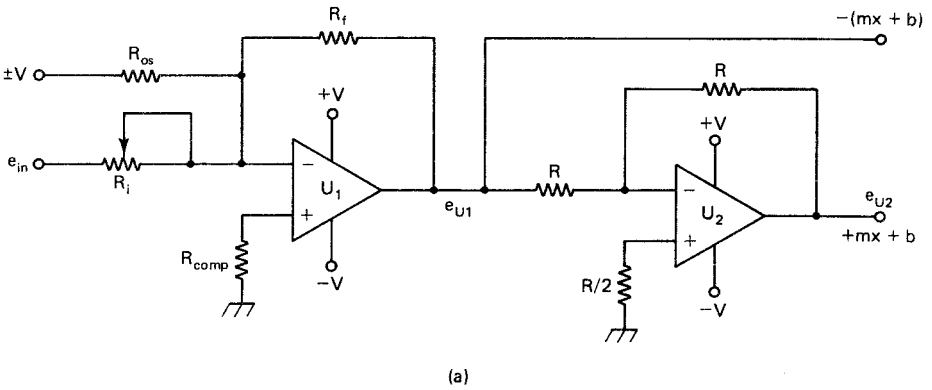 R_f
−(mx + b)
R_os
±V
R
+V
+V
e_in
R_i
−
U_1
+
e_U1
R
−
U_2
+
e_U2
+mx + b
R_comp
−V
R/2
−V
(a)